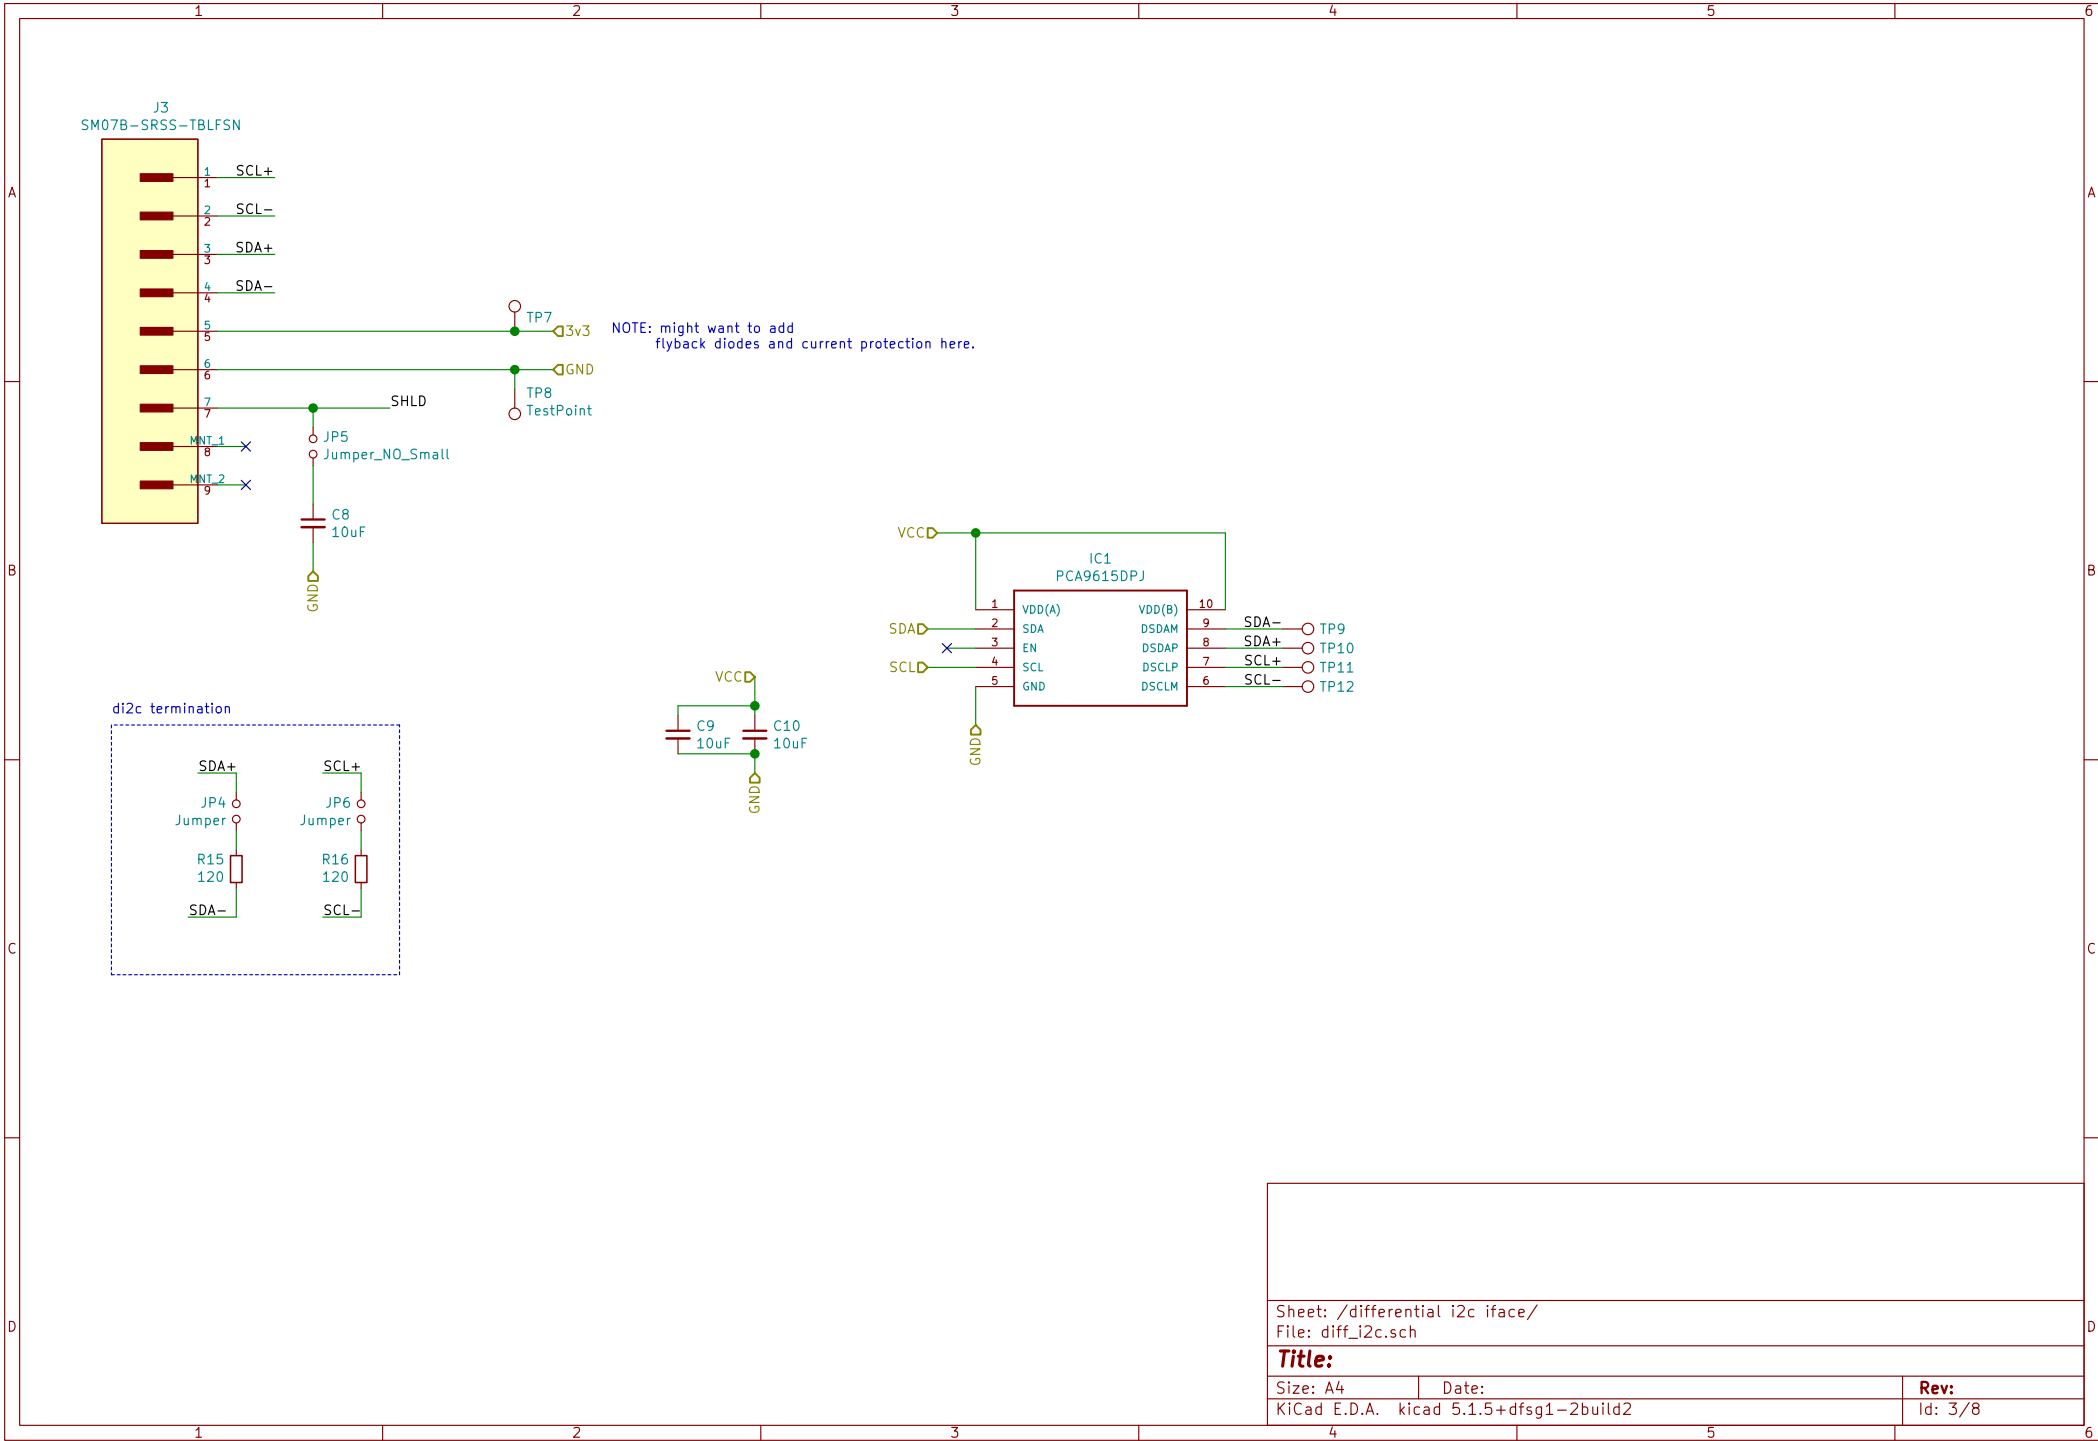 1 2 3 4 5 6
A A
B B
C C
D D
J3
SM07B-SRSS-TBLFSN
1 1 SCL+
2 2 SCL-
3 3 SDA+
4 4 SDA-
5 5
6 6
7 7 SHLD
MNT_1 8
MNT_2 9
TP7
3v3
NOTE: might want to add
flyback diodes and current protection here.
GND
TP8
TestPoint
JP5
Jumper_NO_Small
C8
10uF
GND
VCC
IC1
PCA9615DPJ
1 VDD(A) VDD(B) 10
SDA 2 SDA DSDAM 9 SDA- TP9
3 EN DSDAP 8 SDA+ TP10
SCL 4 SCL DSCLP 7 SCL+ TP11
5 GND DSCLM 6 SCL- TP12
GND
VCC
C9
10uF
C10
10uF
GND
di2c termination
SDA+ SCL+
JP4 JP6
Jumper Jumper
R15 R16
120 120
SDA- SCL-
Sheet: /differential i2c iface/
File: diff_i2c.sch
Title:
Size: A4 Date: Rev:
KiCad E.D.A. kicad 5.1.5+dfsg1-2build2 Id: 3/8
1 2 3 4 5 6